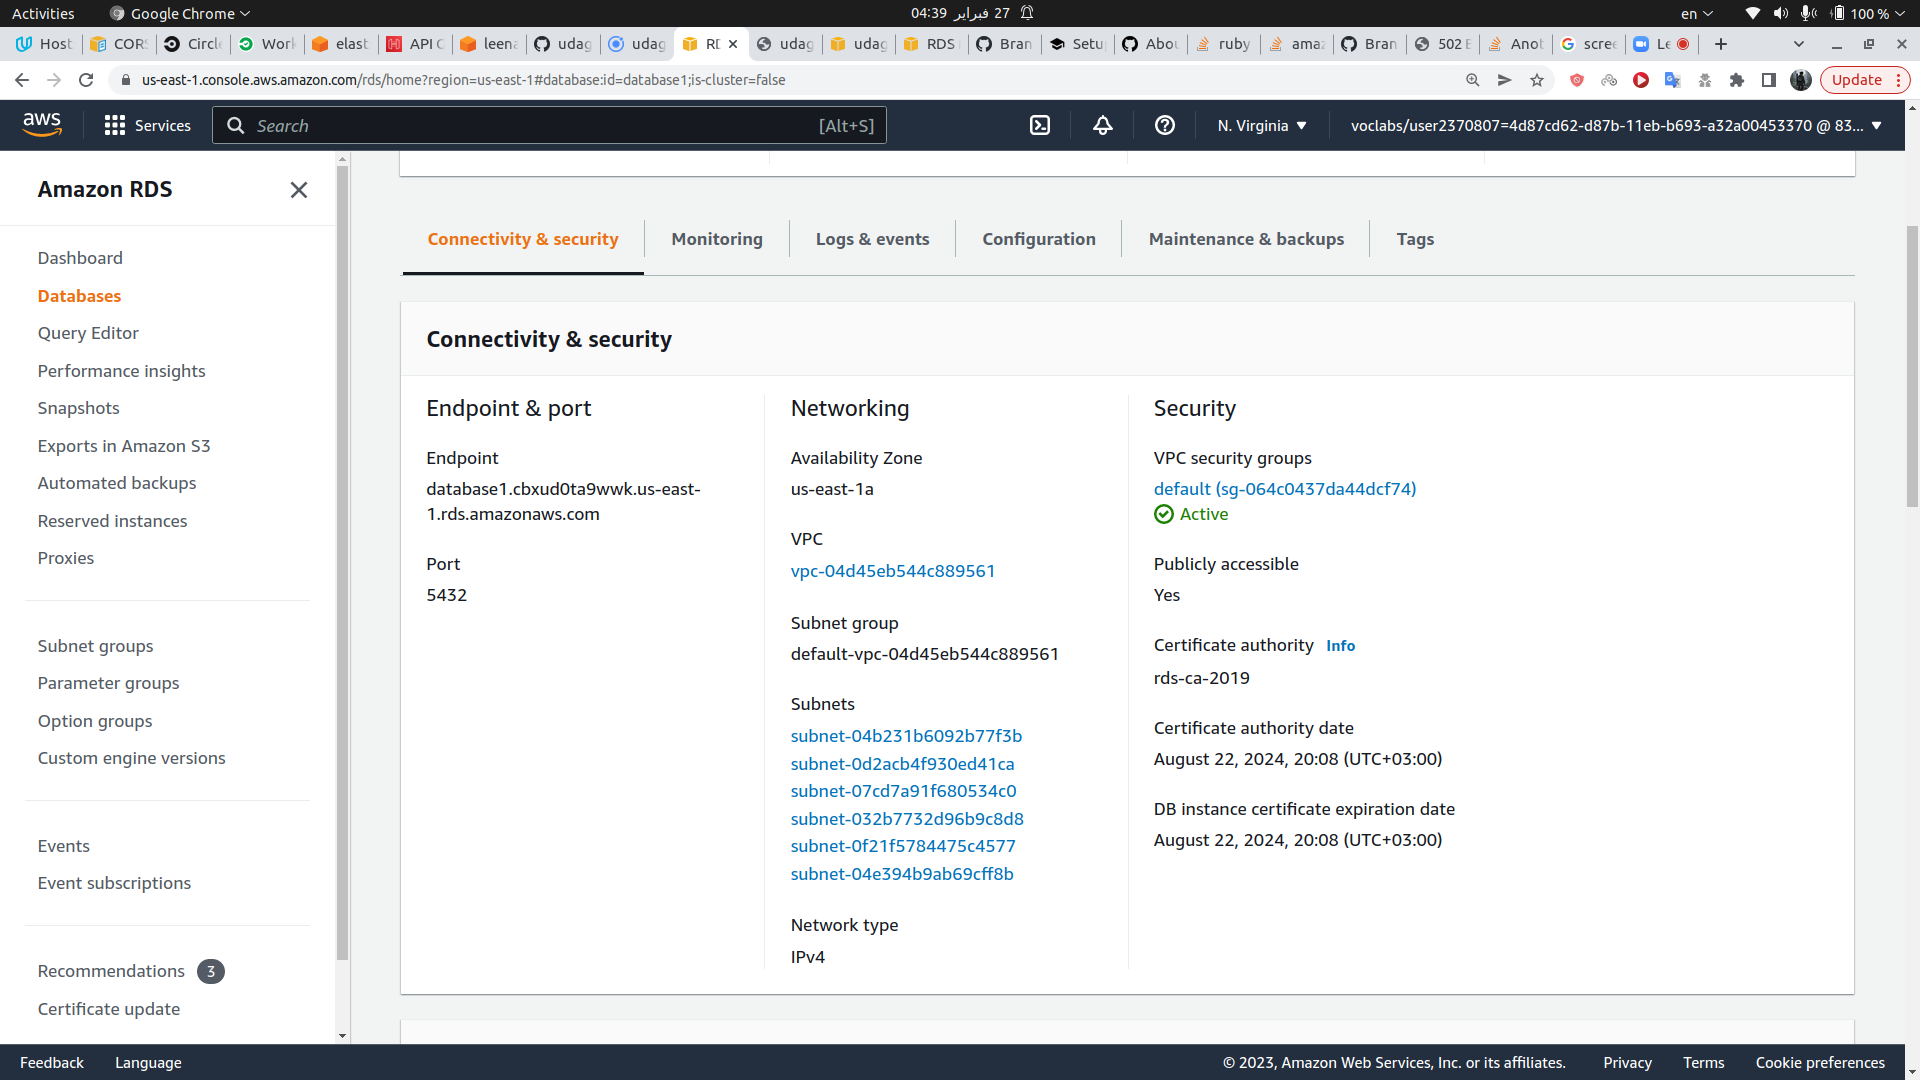 Activities
Google Chrome
04:39 فبراير 27
en
100 %
Host
CORS
Circle
Work
elast
API G
leena
udag
udag
RD
udag
udag
RDS
Bran
Setu
Abou
ruby
amaz
Bran
502 E
Anot
scree
Le
us-east-1.console.aws.amazon.com/rds/home?region=us-east-1#database:id=database1;is-cluster=false
Update
aws
Services
Search
[Alt+S]
N. Virginia
voclabs/user2370807=4d87cd62-d87b-11eb-b693-a32a00453370 @ 83...
Amazon RDS
Dashboard
Databases
Query Editor
Performance insights
Snapshots
Exports in Amazon S3
Automated backups
Reserved instances
Proxies
Subnet groups
Parameter groups
Option groups
Custom engine versions
Events
Event subscriptions
Recommendations 3
Certificate update
Connectivity & security
Monitoring
Logs & events
Configuration
Maintenance & backups
Tags
Connectivity & security
Endpoint & port
Endpoint
database1.cbxud0ta9wwk.us-east-
1.rds.amazonaws.com
Port
5432
Networking
Availability Zone
us-east-1a
VPC
vpc-04d45eb544c889561
Subnet group
default-vpc-04d45eb544c889561
Subnets
subnet-04b231b6092b77f3b
subnet-0d2acb4f930ed41ca
subnet-07cd7a91f680534c0
subnet-032b7732d96b9c8d8
subnet-0f21f5784475c4577
subnet-04e394b9ab69cff8b
Network type
IPv4
Security
VPC security groups
default (sg-064c0437da44dcf74)
Active
Publicly accessible
Yes
Certificate authority Info
rds-ca-2019
Certificate authority date
August 22, 2024, 20:08 (UTC+03:00)
DB instance certificate expiration date
August 22, 2024, 20:08 (UTC+03:00)
Feedback
Language
© 2023, Amazon Web Services, Inc. or its affiliates.
Privacy
Terms
Cookie preferences